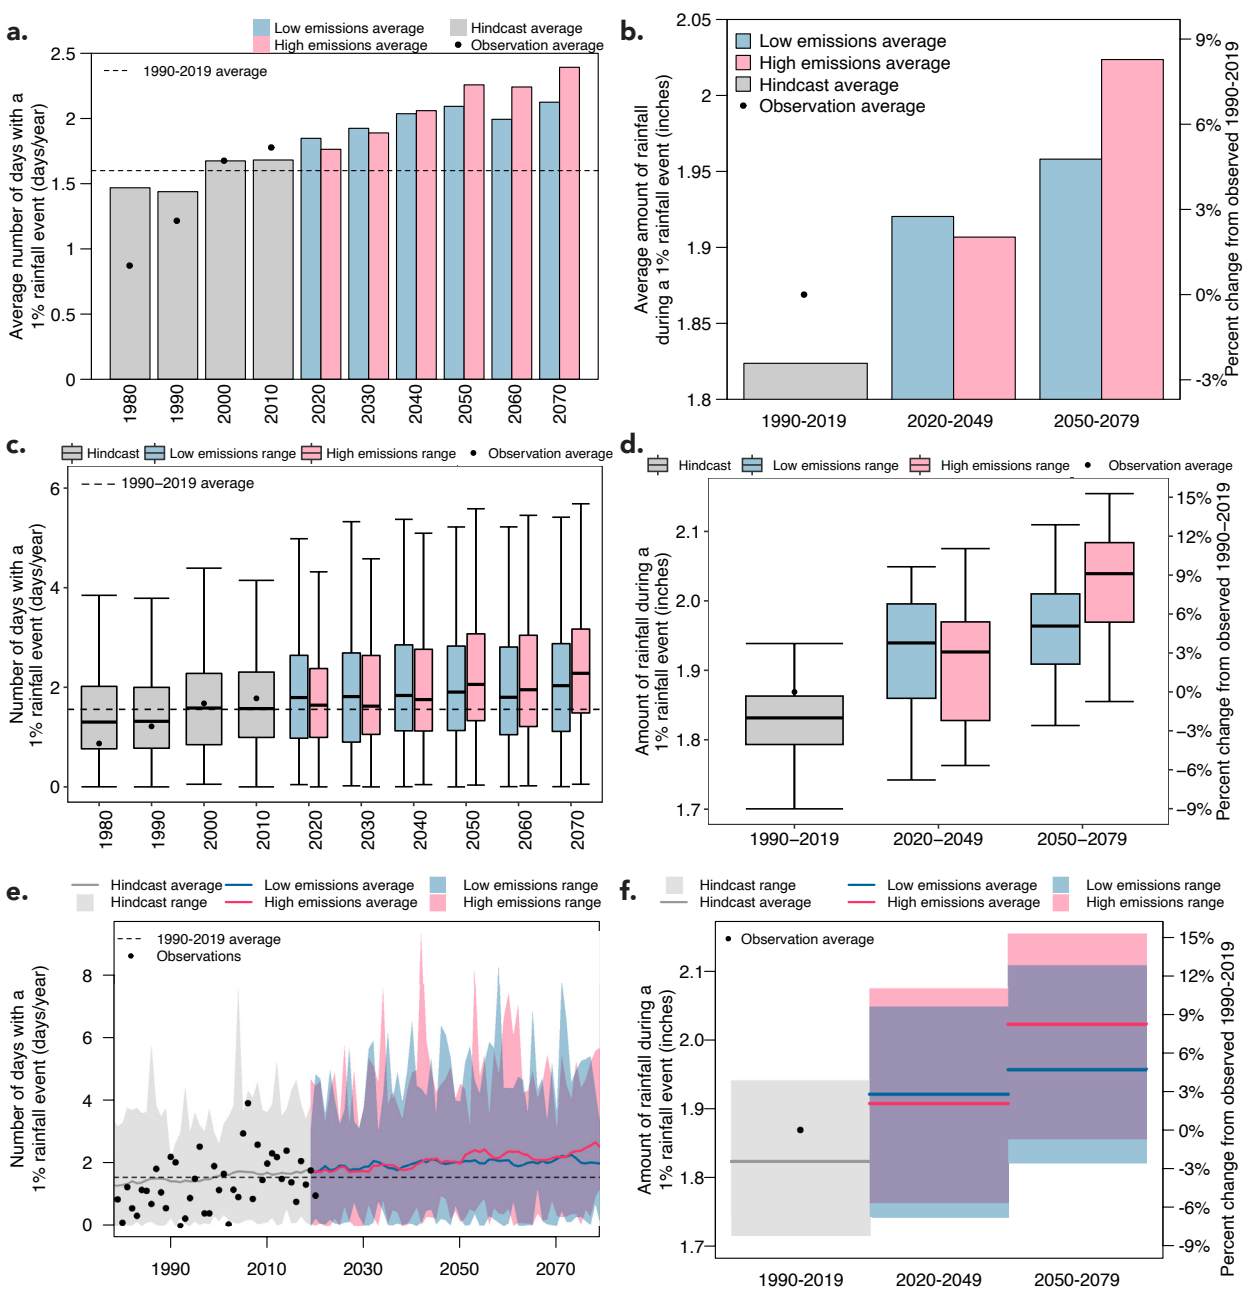 a.
Low emissions average
Hindcast average
High emissions average
Observation average
1990-2019 average
Average number of days with a
1% rainfall event (days/year)
2.5
2
1.5
1
0.5
0
1980
1990
2000
2010
2020
2030
2040
2050
2060
2070
b.
Low emissions average
High emissions average
Hindcast average
Observation average
Average amount of rainfall
during a 1% rainfall event (inches)
2.05
2
1.95
1.9
1.85
1.8
9%
6%
3%
0%
-3%
Percent change from observed 1990-2019
1990-2019
2020-2049
2050-2079
c.
Hindcast
Low emissions range
High emissions range
Observation average
1990−2019 average
Number of days with a
1% rainfall event (days/year)
6
4
2
0
1980
1990
2000
2010
2020
2030
2040
2050
2060
2070
d.
Hindcast
Low emissions range
High emissions range
Observation average
Amount of rainfall during a
1% rainfall event (inches)
2.1
2.0
1.9
1.8
1.7
15%
12%
9%
6%
3%
0%
−3%
−6%
−9%
Percent change from observed 1990−2019
1990−2019
2020−2049
2050−2079
e.
Hindcast average
Low emissions average
Low emissions range
Hindcast range
High emissions average
High emissions range
1990-2019 average
Observations
Number of days with a
1% rainfall event (days/year)
8
6
4
2
0
1990
2010
2030
2050
2070
f.
Hindcast range
Low emissions average
Low emissions range
Hindcast average
High emissions average
High emissions range
Observation average
Amount of rainfall during a
1% rainfall event (inches)
2.1
2.0
1.9
1.8
1.7
15%
12%
9%
6%
3%
0%
-3%
-6%
-9%
Percent change from observed 1990-2019
1990-2019
2020-2049
2050-2079